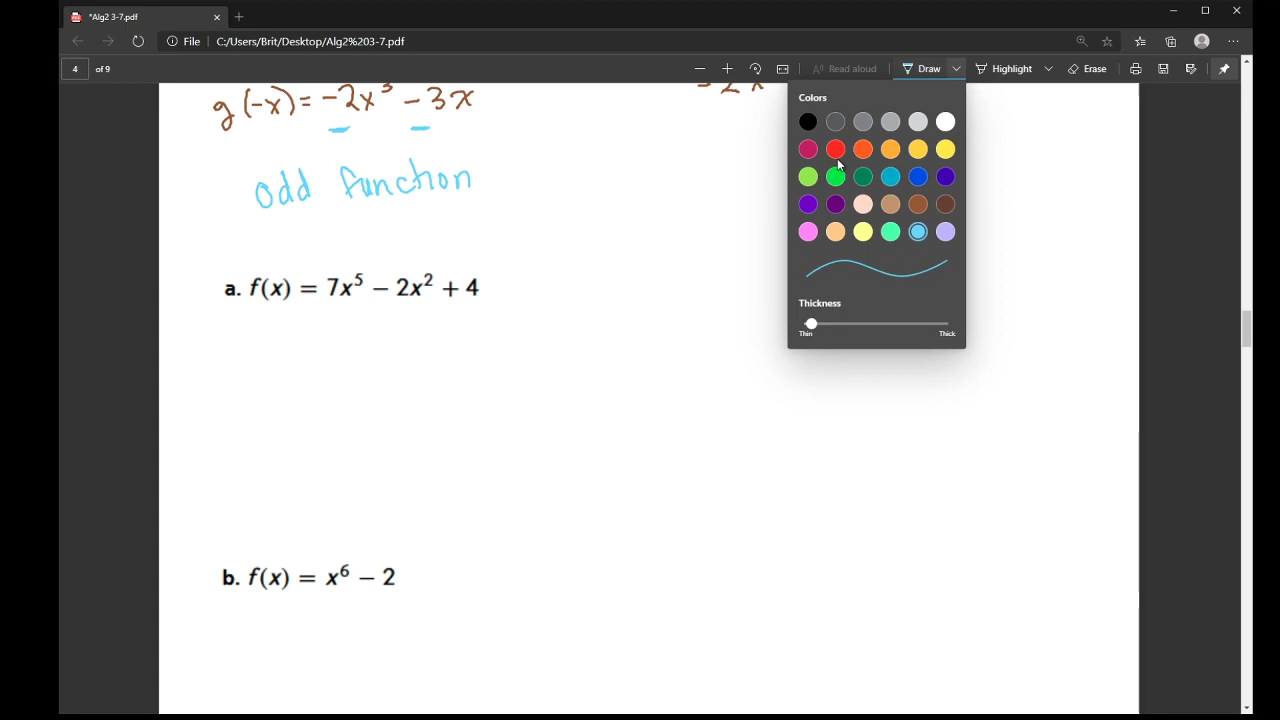 *Alg2 3-7.pdf
File | C:/Users/Brit/Desktop/Alg2%203-7.pdf
4 of 9
Read aloud
Draw
Highlight
Erase
g(-x) = -2x³ - 3x
odd function
a. f(x) = 7x⁵ − 2x² + 4
b. f(x) = x⁶ − 2
Colors
Thickness
Thin Thick